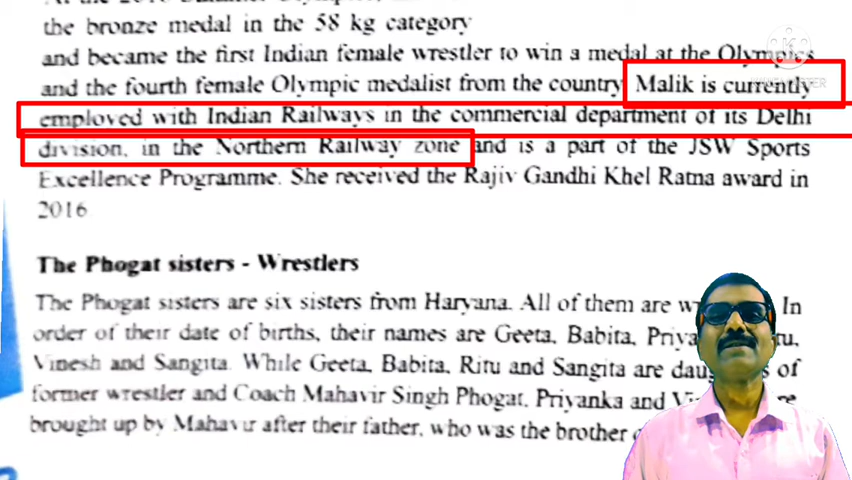 the bronze medal in the 58 kg category
and became the first Indian female wrestler to win a medal at the Olympics
and the fourth female Olympic medalist from the country Malik is currently
employed with Indian Railways in the commercial department of its Delhi
division, in the Northern Railway zone and is a part of the JSW Sports
Excellence Programme. She received the Rajiv Gandhi Khel Ratna award in
2016
The Phogat sisters - Wrestlers
The Phogat sisters are six sisters from Haryana. All of them are In
order of their date of births, their names are Geeta, Babita,
Vinesh and Sangita. While Geeta, Babita, Ritu and Sangita are of
former wrestler and Coach Mahavir Singh Phogat, Priyanka and
brought up by Mahavir after their father, who was the brother